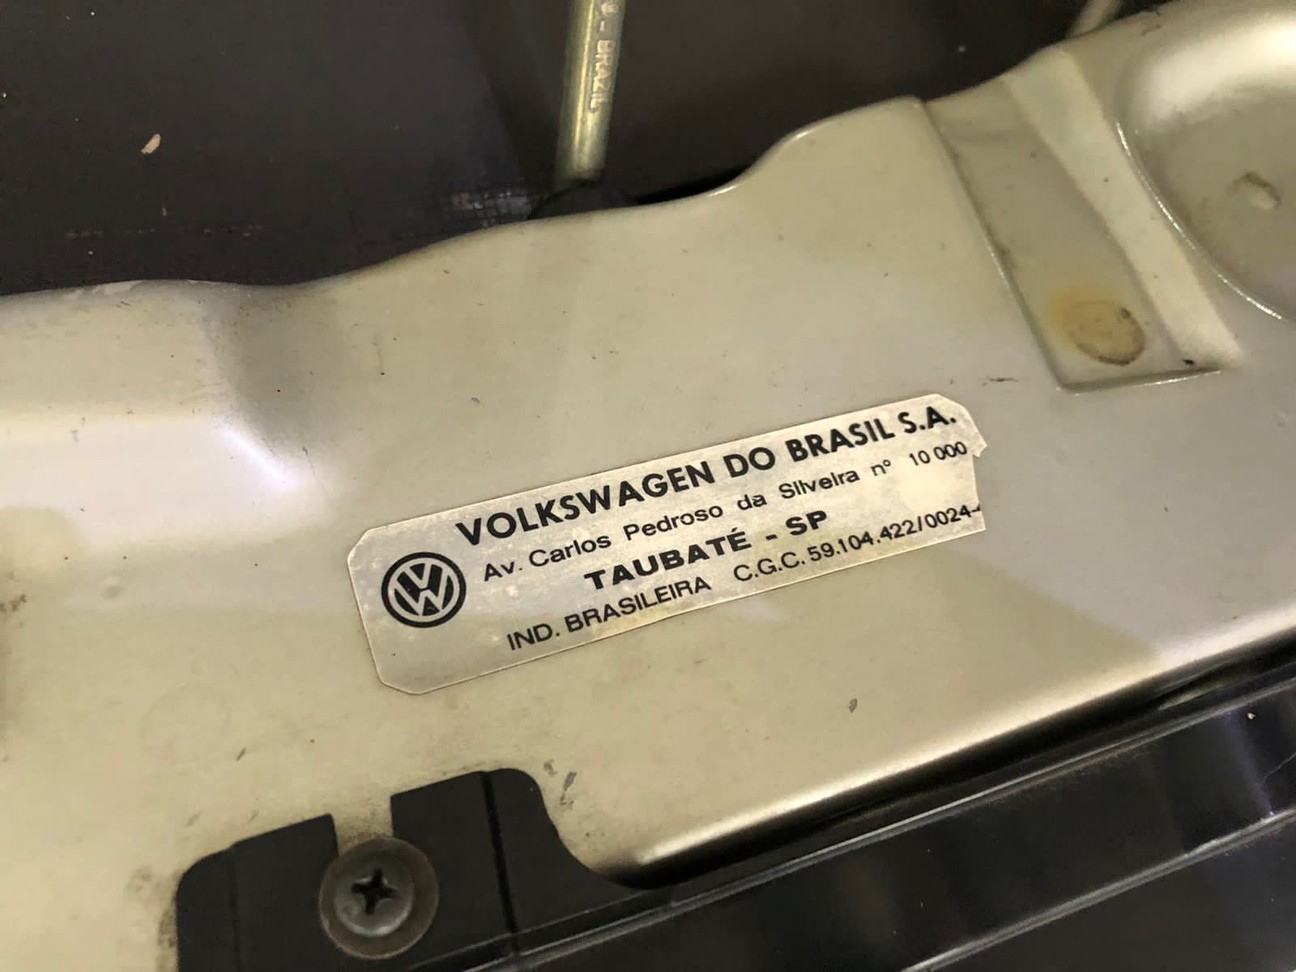 - BRAZIL
VOLKSWAGEN DO BRASIL S.A.
Av. Carlos Pedroso da Silveira nº 10 000
TAUBATÉ - SP
IND. BRASILEIRA C.G.C. 59.104.422/0024-